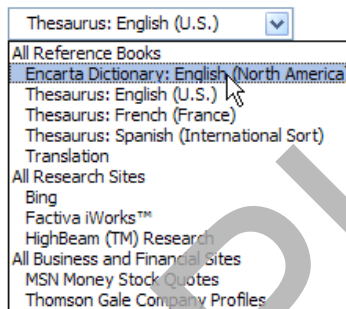 Thesaurus: English (U.S.)
All Reference Books
Encarta Dictionary: English (North America)
Thesaurus: English (U.S.)
Thesaurus: French (France)
Thesaurus: Spanish (International Sort)
Translation
All Research Sites
Bing
Factiva iWorks™
HighBeam (TM) Research
All Business and Financial Sites
MSN Money Stock Quotes
Thomson Gale Company Profiles